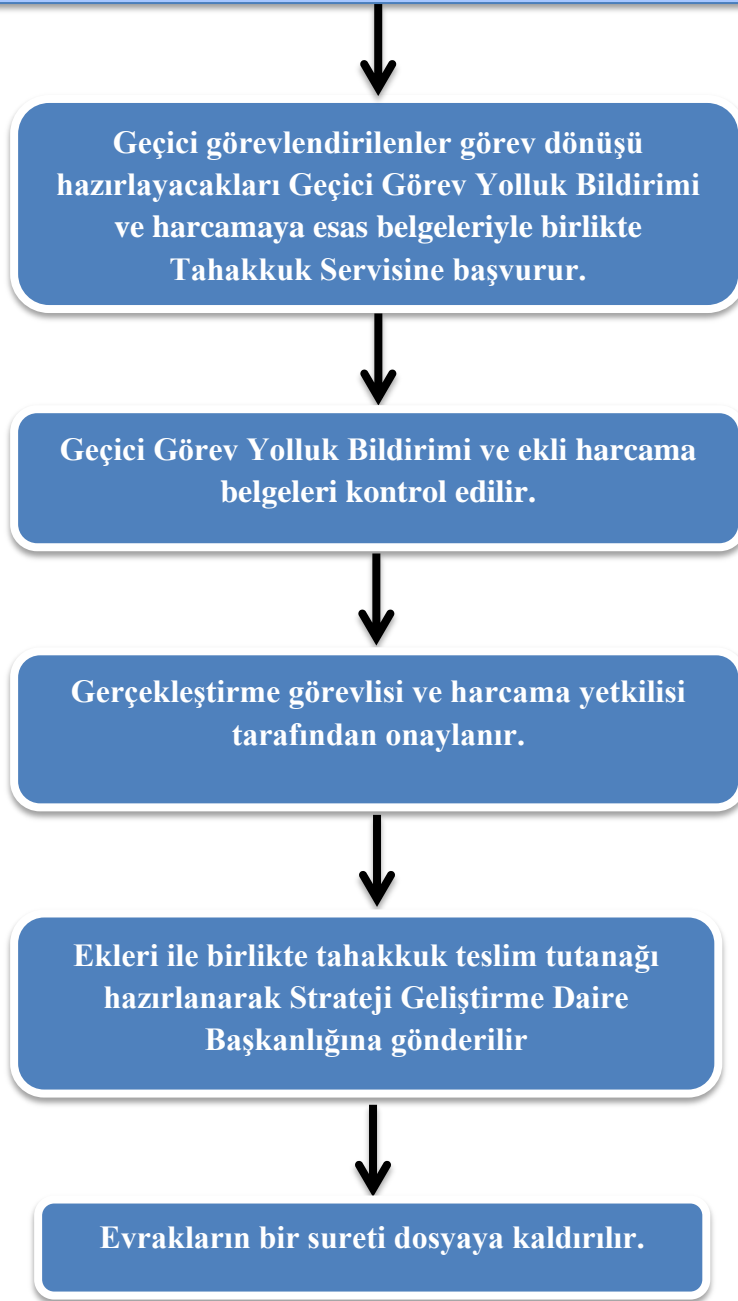 Geçici görevlendirilenler görev dönüşü
hazırlayacakları Geçici Görev Yolluk Bildirimi
ve harcamaya esas belgeleriyle birlikte
Tahakkuk Servisine başvurur.
Geçici Görev Yolluk Bildirimi ve ekli harcama
belgeleri kontrol edilir.
Gerçekleştirme görevlisi ve harcama yetkilisi
tarafından onaylanır.
Ekleri ile birlikte tahakkuk teslim tutanağı
hazırlanarak Strateji Geliştirme Daire
Başkanlığına gönderilir
Evrakların bir sureti dosyaya kaldırılır.